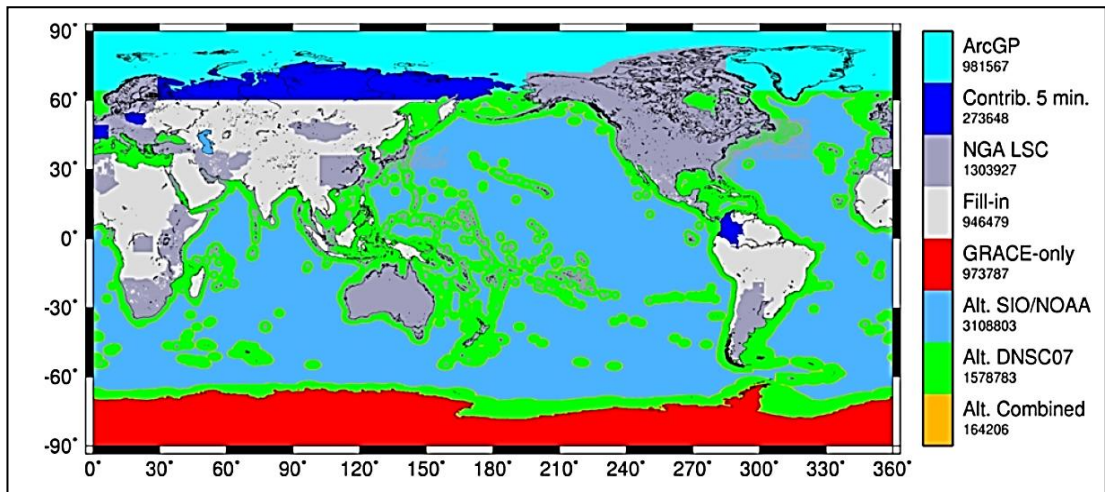 90°
60°
30°
0°
-30°
-60°
-90°
0° 30° 60° 90° 120° 150° 180° 210° 240° 270° 300° 330° 360°
ArcGP
981567
Contrib. 5 min.
273648
NGA LSC
1303927
Fill-in
946479
GRACE-only
973787
Alt. SIO/NOAA
3108803
Alt. DNSC07
1578783
Alt. Combined
164206